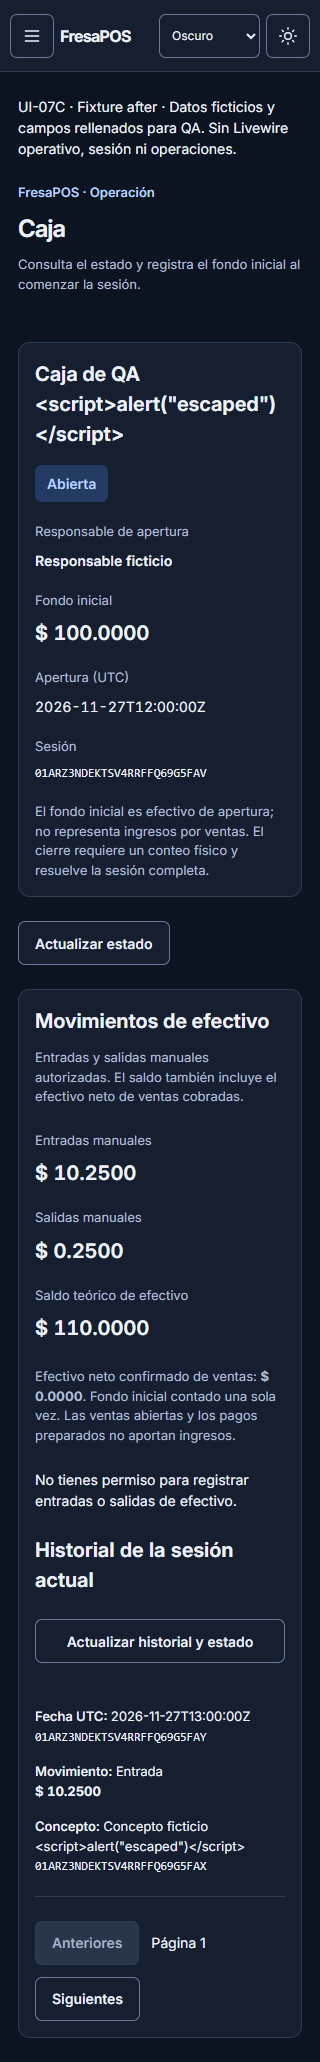 FresaPOS
Oscuro
UI-07C · Fixture after · Datos ficticios y
campos rellenados para QA. Sin Livewire
operativo, sesión ni operaciones.
FresaPOS · Operación
Caja
Consulta el estado y registra el fondo inicial al
comenzar la sesión.
Caja de QA
<script>alert("escaped")
</script>
Abierta
Responsable de apertura
Responsable ficticio
Fondo inicial
$ 100.0000
Apertura (UTC)
2026-11-27T12:00:00Z
Sesión
01ARZ3NDEKTSV4RRFFQ69G5FAV
El fondo inicial es efectivo de apertura;
no representa ingresos por ventas. El
cierre requiere un conteo físico y
resuelve la sesión completa.
Actualizar estado
Movimientos de efectivo
Entradas y salidas manuales
autorizadas. El saldo también incluye el
efectivo neto de ventas cobradas.
Entradas manuales
$ 10.2500
Salidas manuales
$ 0.2500
Saldo teórico de efectivo
$ 110.0000
Efectivo neto confirmado de ventas: $
0.0000. Fondo inicial contado una sola
vez. Las ventas abiertas y los pagos
preparados no aportan ingresos.
No tienes permiso para registrar
entradas o salidas de efectivo.
Historial de la sesión
actual
Actualizar historial y estado
Fecha UTC: 2026-11-27T13:00:00Z
01ARZ3NDEKTSV4RRFFQ69G5FAY
Movimiento: Entrada
$ 10.2500
Concepto: Concepto ficticio
<script>alert("escaped")</script>
01ARZ3NDEKTSV4RRFFQ69G5FAX
Anteriores Página 1
Siguientes